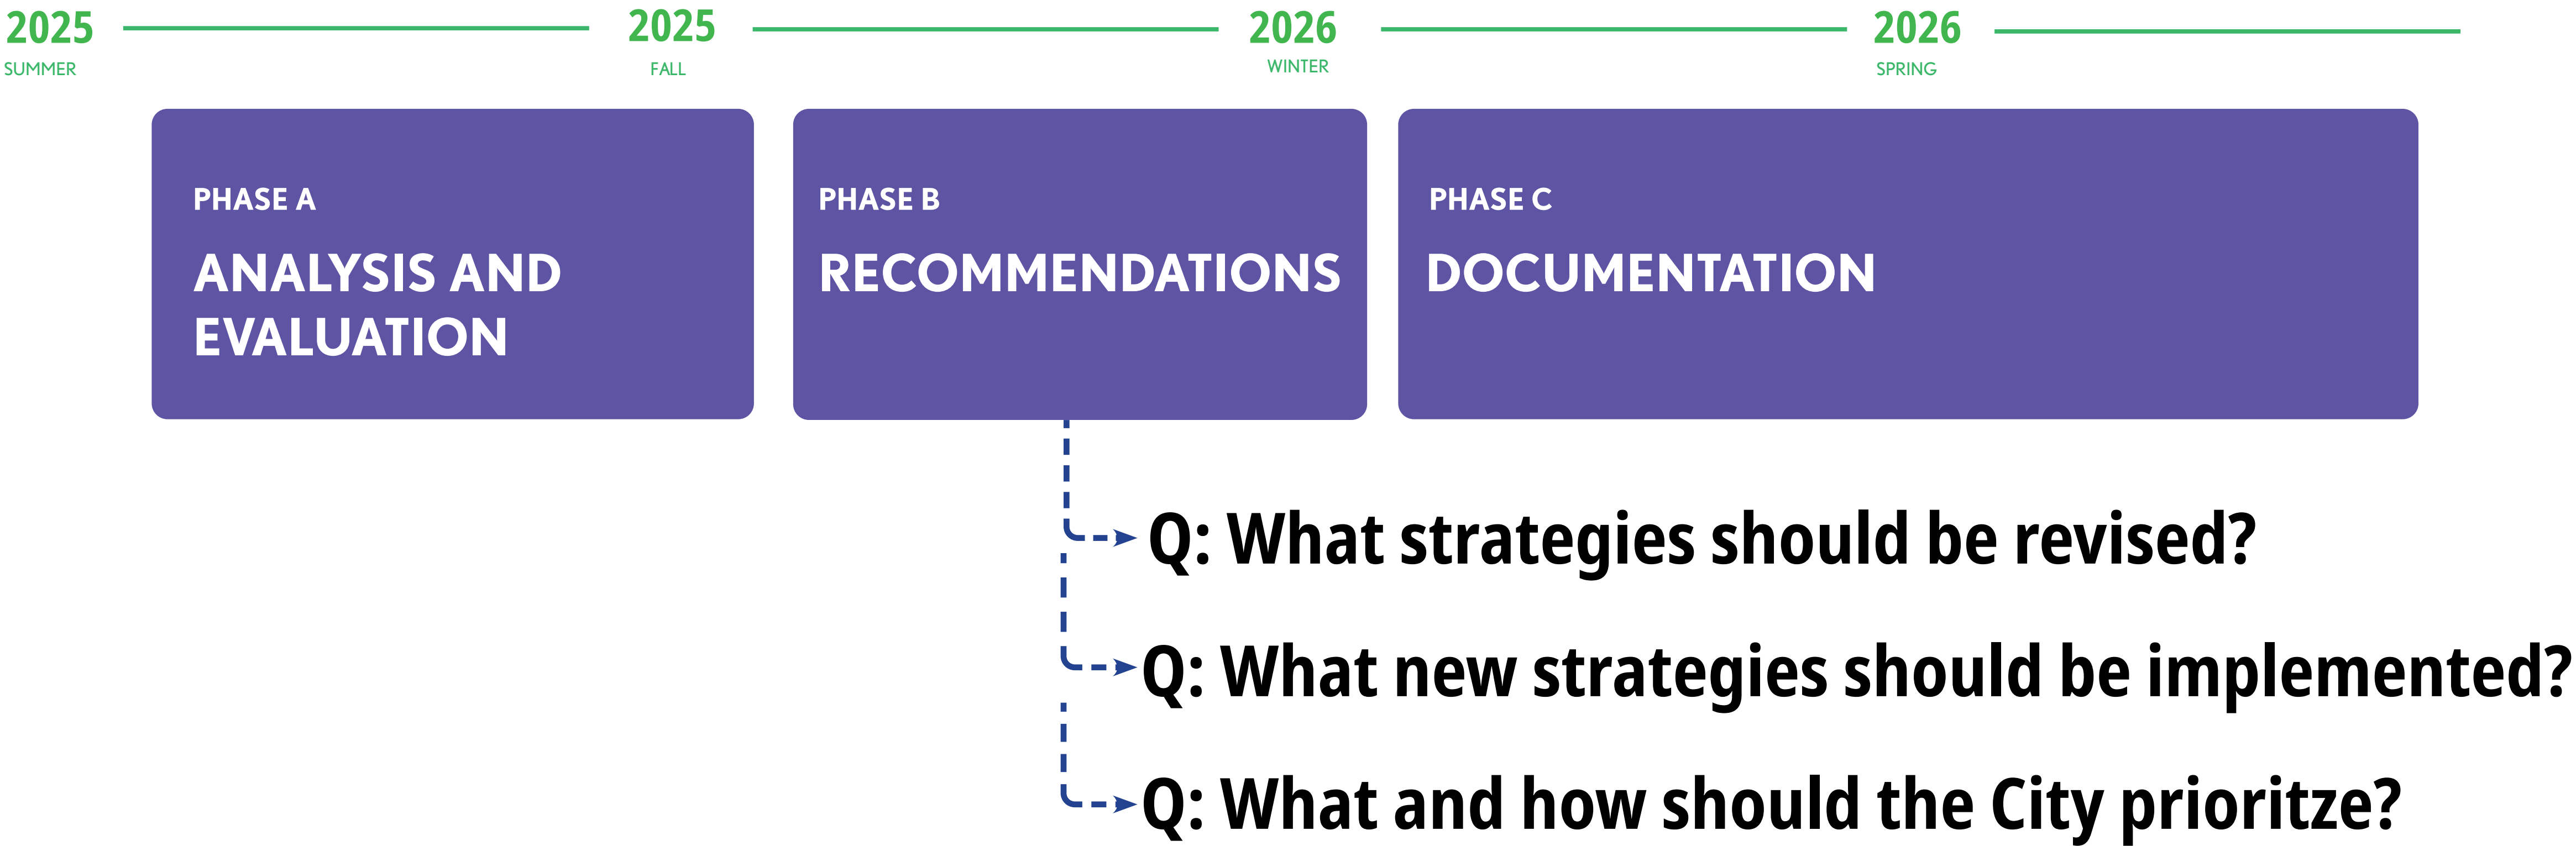 2025
SUMMER
2025
FALL
2026
WINTER
2026
SPRING
PHASE A
ANALYSIS AND
EVALUATION
PHASE B
RECOMMENDATIONS
PHASE C
DOCUMENTATION
Q: What strategies should be revised?
Q: What new strategies should be implemented?
Q: What and how should the City prioritze?